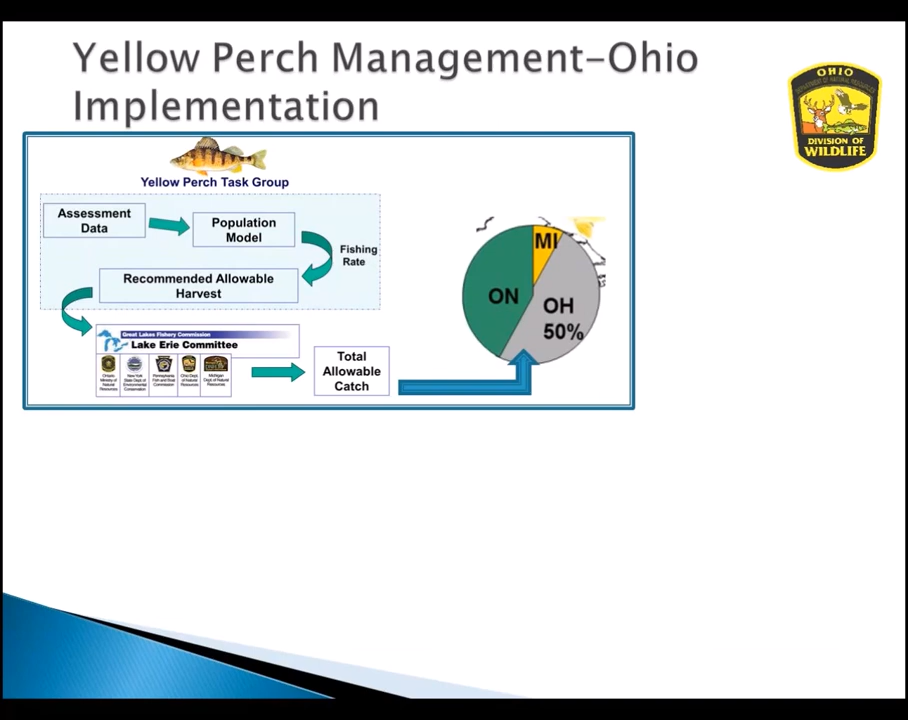 Yellow Perch Management–Ohio
Implementation
OHIO
DIVISION OF
WILDLIFE
Yellow Perch Task Group
Assessment
Data
Population
Model
Fishing
Rate
Recommended Allowable
Harvest
Great Lakes Fishery Commission
Lake Erie Committee
Ontario
Ministry of
Natural
Resources
New York
State Dept of
Environmental
Conservation
Pennsylvania
Fish and Boat
Commission
Ohio Dept
of Natural
Resources
Michigan
Dept of Natural
Resources
Total
Allowable
Catch
MI
ON
OH
50%